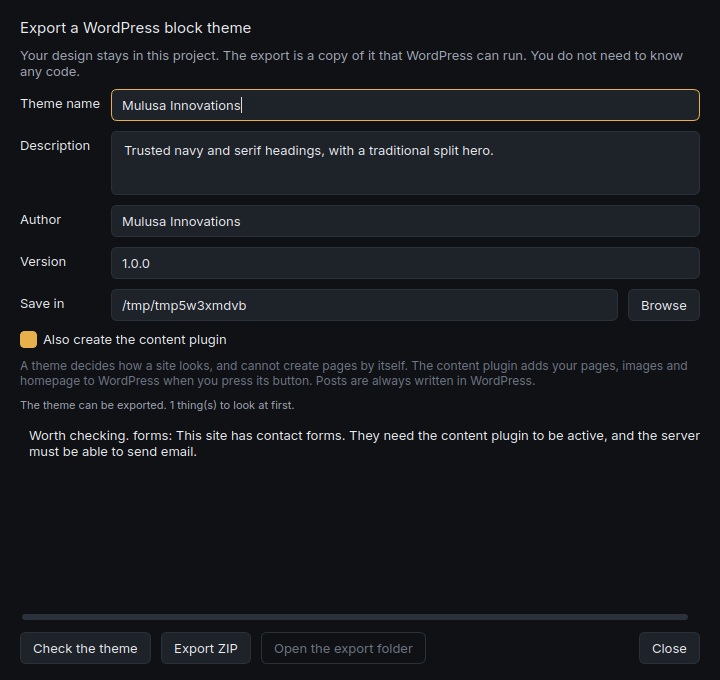 Export a WordPress block theme
Your design stays in this project. The export is a copy of it that WordPress can run. You do not need to know
any code.
Theme name
Mulusa Innovations
Description
Trusted navy and serif headings, with a traditional split hero.
Author
Mulusa Innovations
Version
1.0.0
Save in
/tmp/tmp5w3xmdvb
Browse
Also create the content plugin
A theme decides how a site looks, and cannot create pages by itself. The content plugin adds your pages, images and
homepage to WordPress when you press its button. Posts are always written in WordPress.
The theme can be exported. 1 thing(s) to look at first.
Worth checking. forms: This site has contact forms. They need the content plugin to be active, and the server
must be able to send email.
Check the theme
Export ZIP
Open the export folder
Close